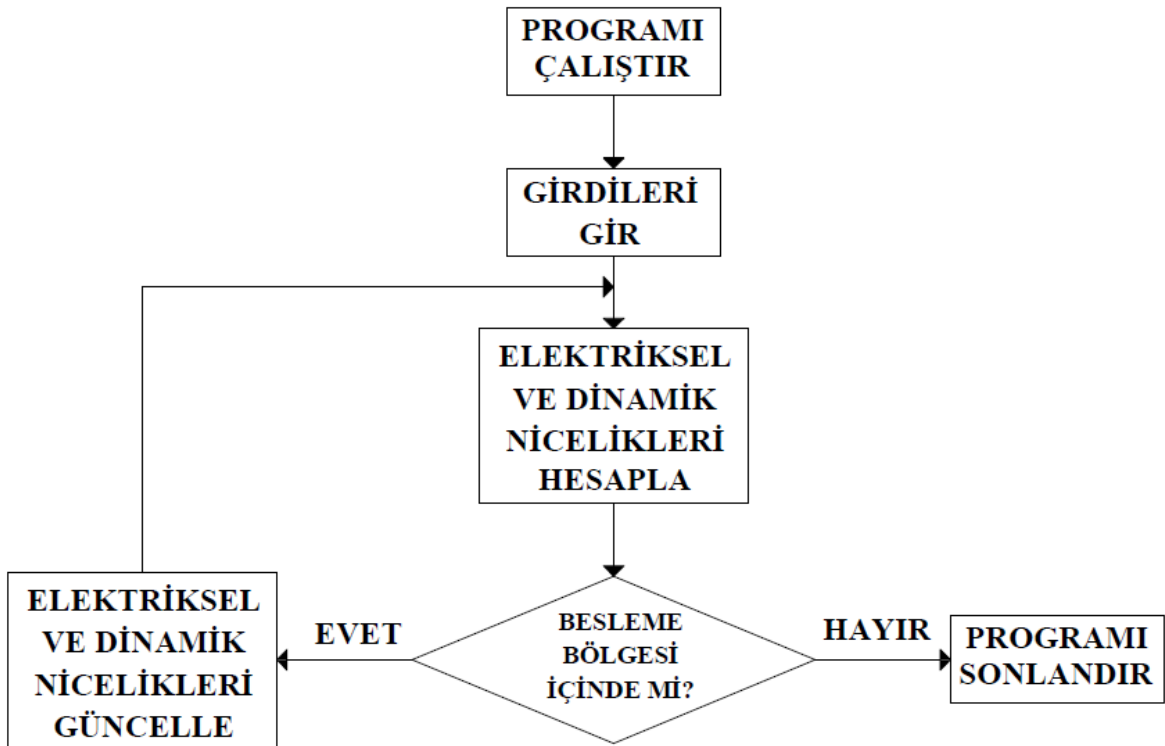 PROGRAMI
ÇALIŞTIR
GİRDİLERİ
GİR
ELEKTRİKSEL
VE DİNAMİK
NİCELİKLERİ
HESAPLA
BESLEME
BÖLGESİ
İÇİNDE Mİ?
EVET
ELEKTRİKSEL
VE DİNAMİK
NİCELİKLERİ
GÜNCELLE
HAYIR
PROGRAMI
SONLANDIR